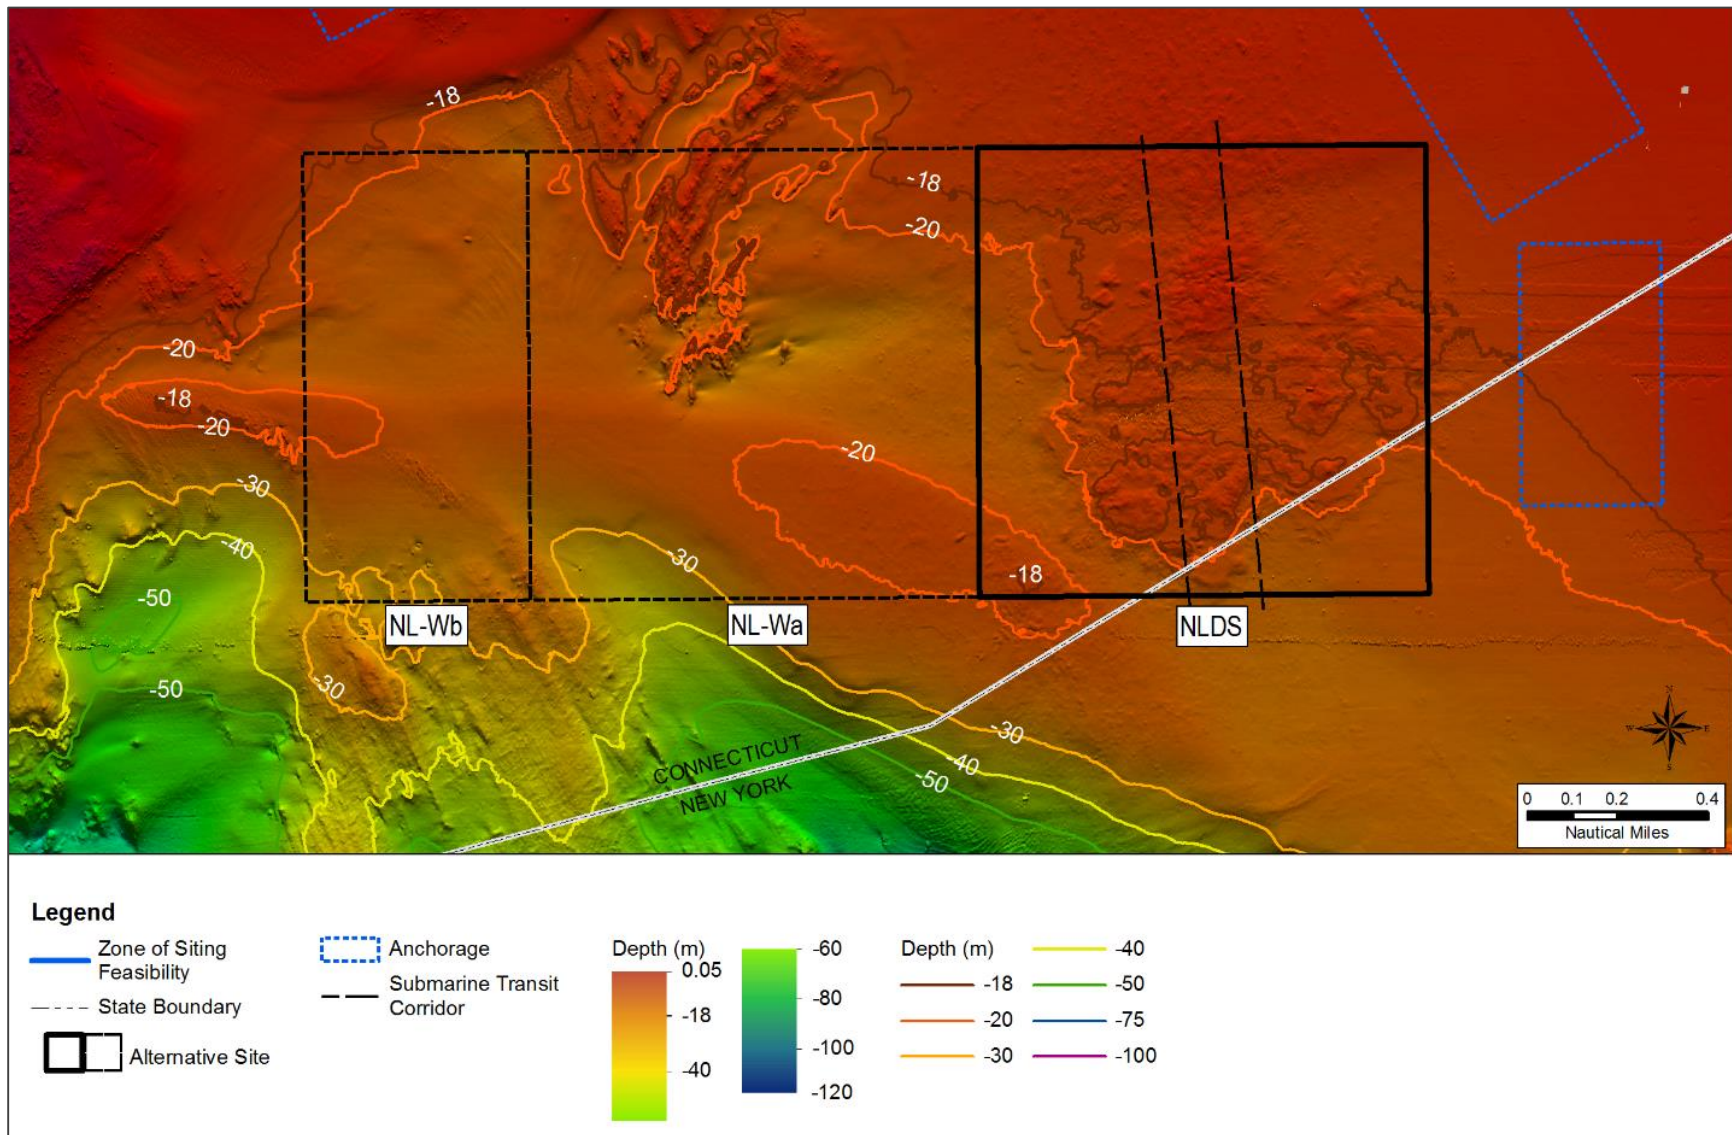 -18
-18
-20
-20
-18
-20
-20
-30
-40
-50
-30
-18
NL-Wb
NL-Wa
NLDS
-50
-30
-30
-40
-50
CONNECTICUT
NEW YORK
N
W
E
S
0 0.1 0.2 0.4
Nautical Miles
Legend
Zone of Siting
Feasibility
State Boundary
Alternative Site
Anchorage
Submarine Transit
Corridor
Depth (m)
0.05
-18
-40
-60
-80
-100
-120
Depth (m)
-18
-20
-30
-40
-50
-75
-100